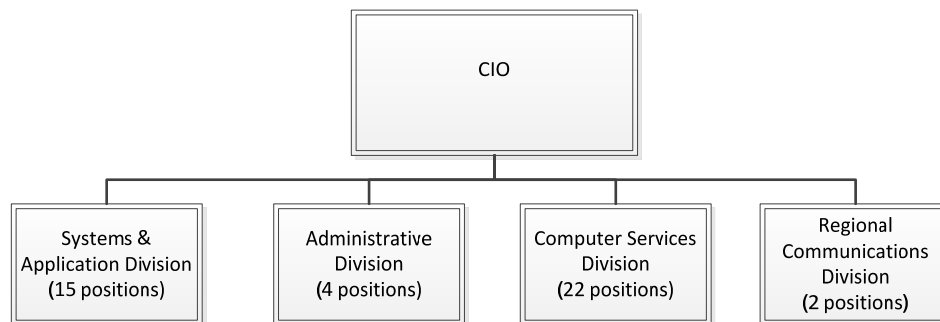 CIO
Systems &
Application Division
(15 positions)
Administrative
Division
(4 positions)
Computer Services
Division
(22 positions)
Regional
Communications
Division
(2 positions)